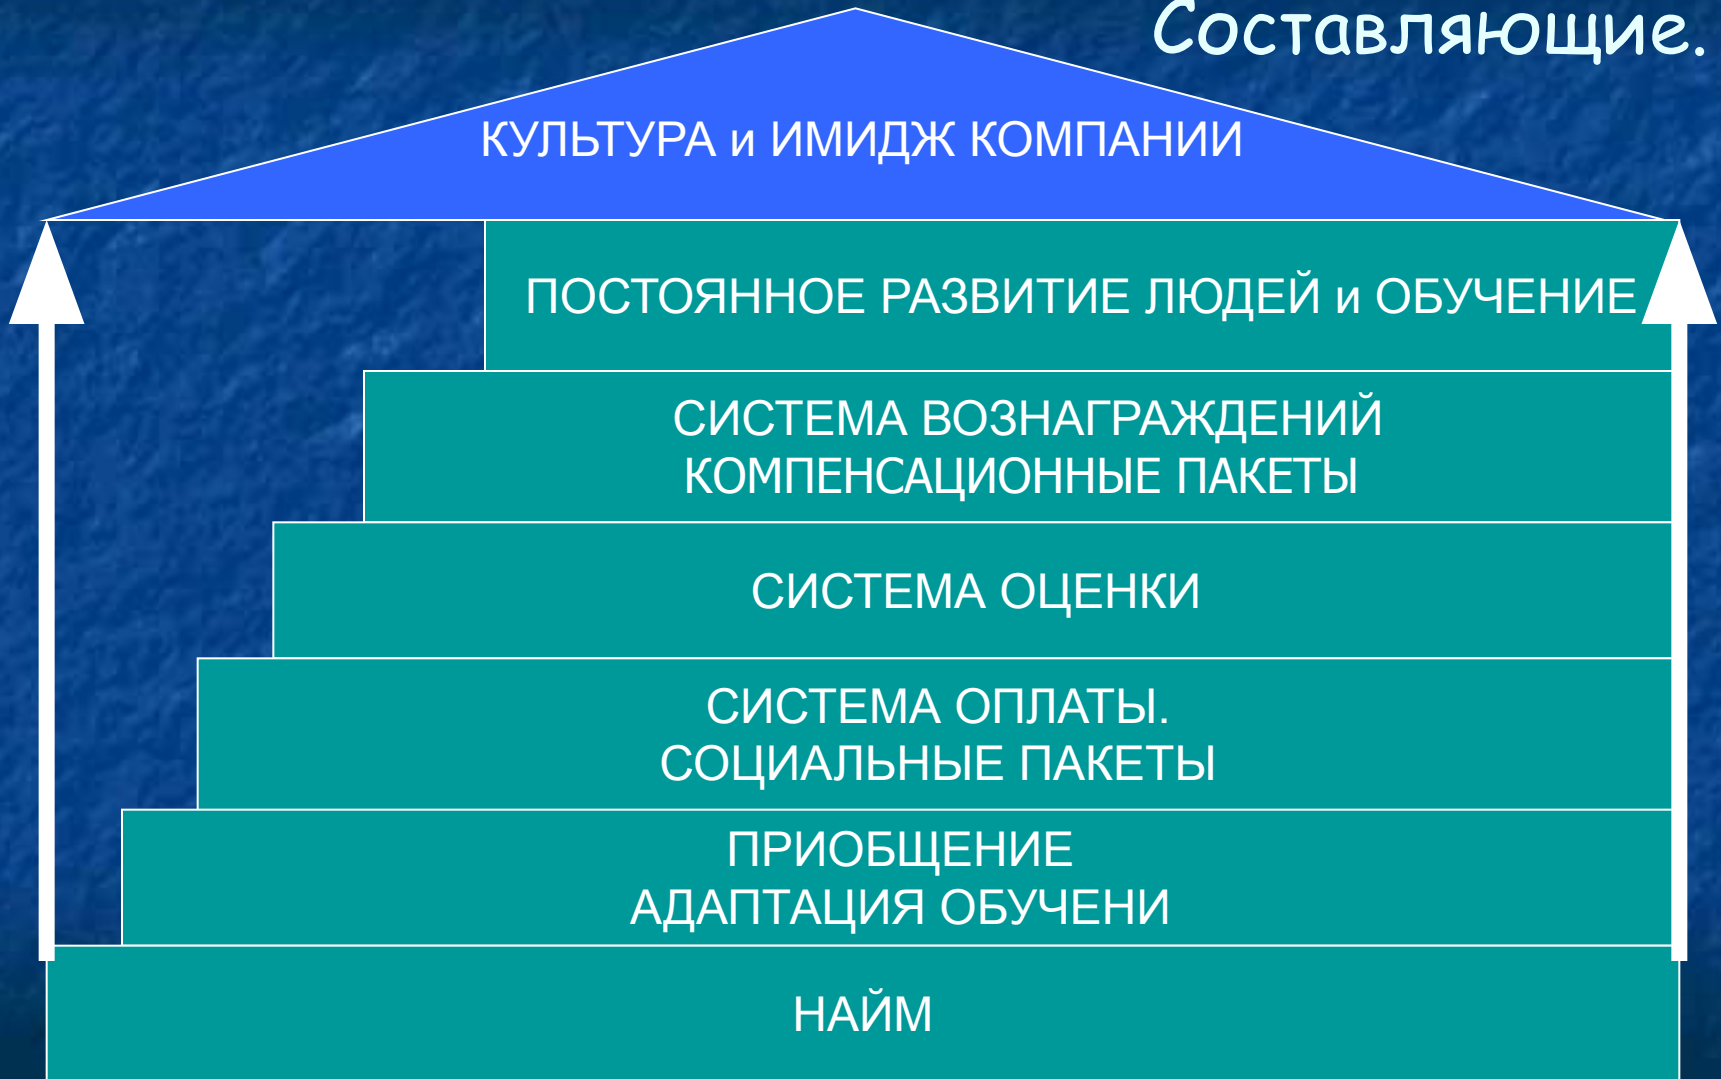 Составляющие.
КУЛЬТУРА и ИМИДЖ КОМПАНИИ
ПОСТОЯННОЕ РАЗВИТИЕ ЛЮДЕЙ и ОБУЧЕНИЕ
СИСТЕМА ВОЗНАГРАЖДЕНИЙ
КОМПЕНСАЦИОННЫЕ ПАКЕТЫ
СИСТЕМА ОЦЕНКИ
СИСТЕМА ОПЛАТЫ.
СОЦИАЛЬНЫЕ ПАКЕТЫ
ПРИОБЩЕНИЕ
АДАПТАЦИЯ ОБУЧЕНИ
НАЙМ